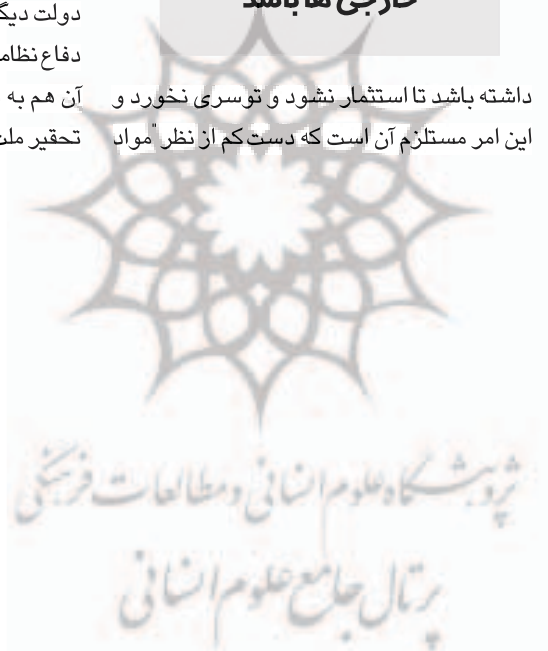 خارجی ها باشد
داشته باشد تا استثمار نشود و توسری نخورد و
این امر مستلزم آن است که دست کم از نظر "مواد
دولت دیگ
دفاع نظام
آن هم به
تحقیر ملت
پژوهشگاه علوم انسانی و مطالعات فرهنگی
پرتال جامع علوم انسانی